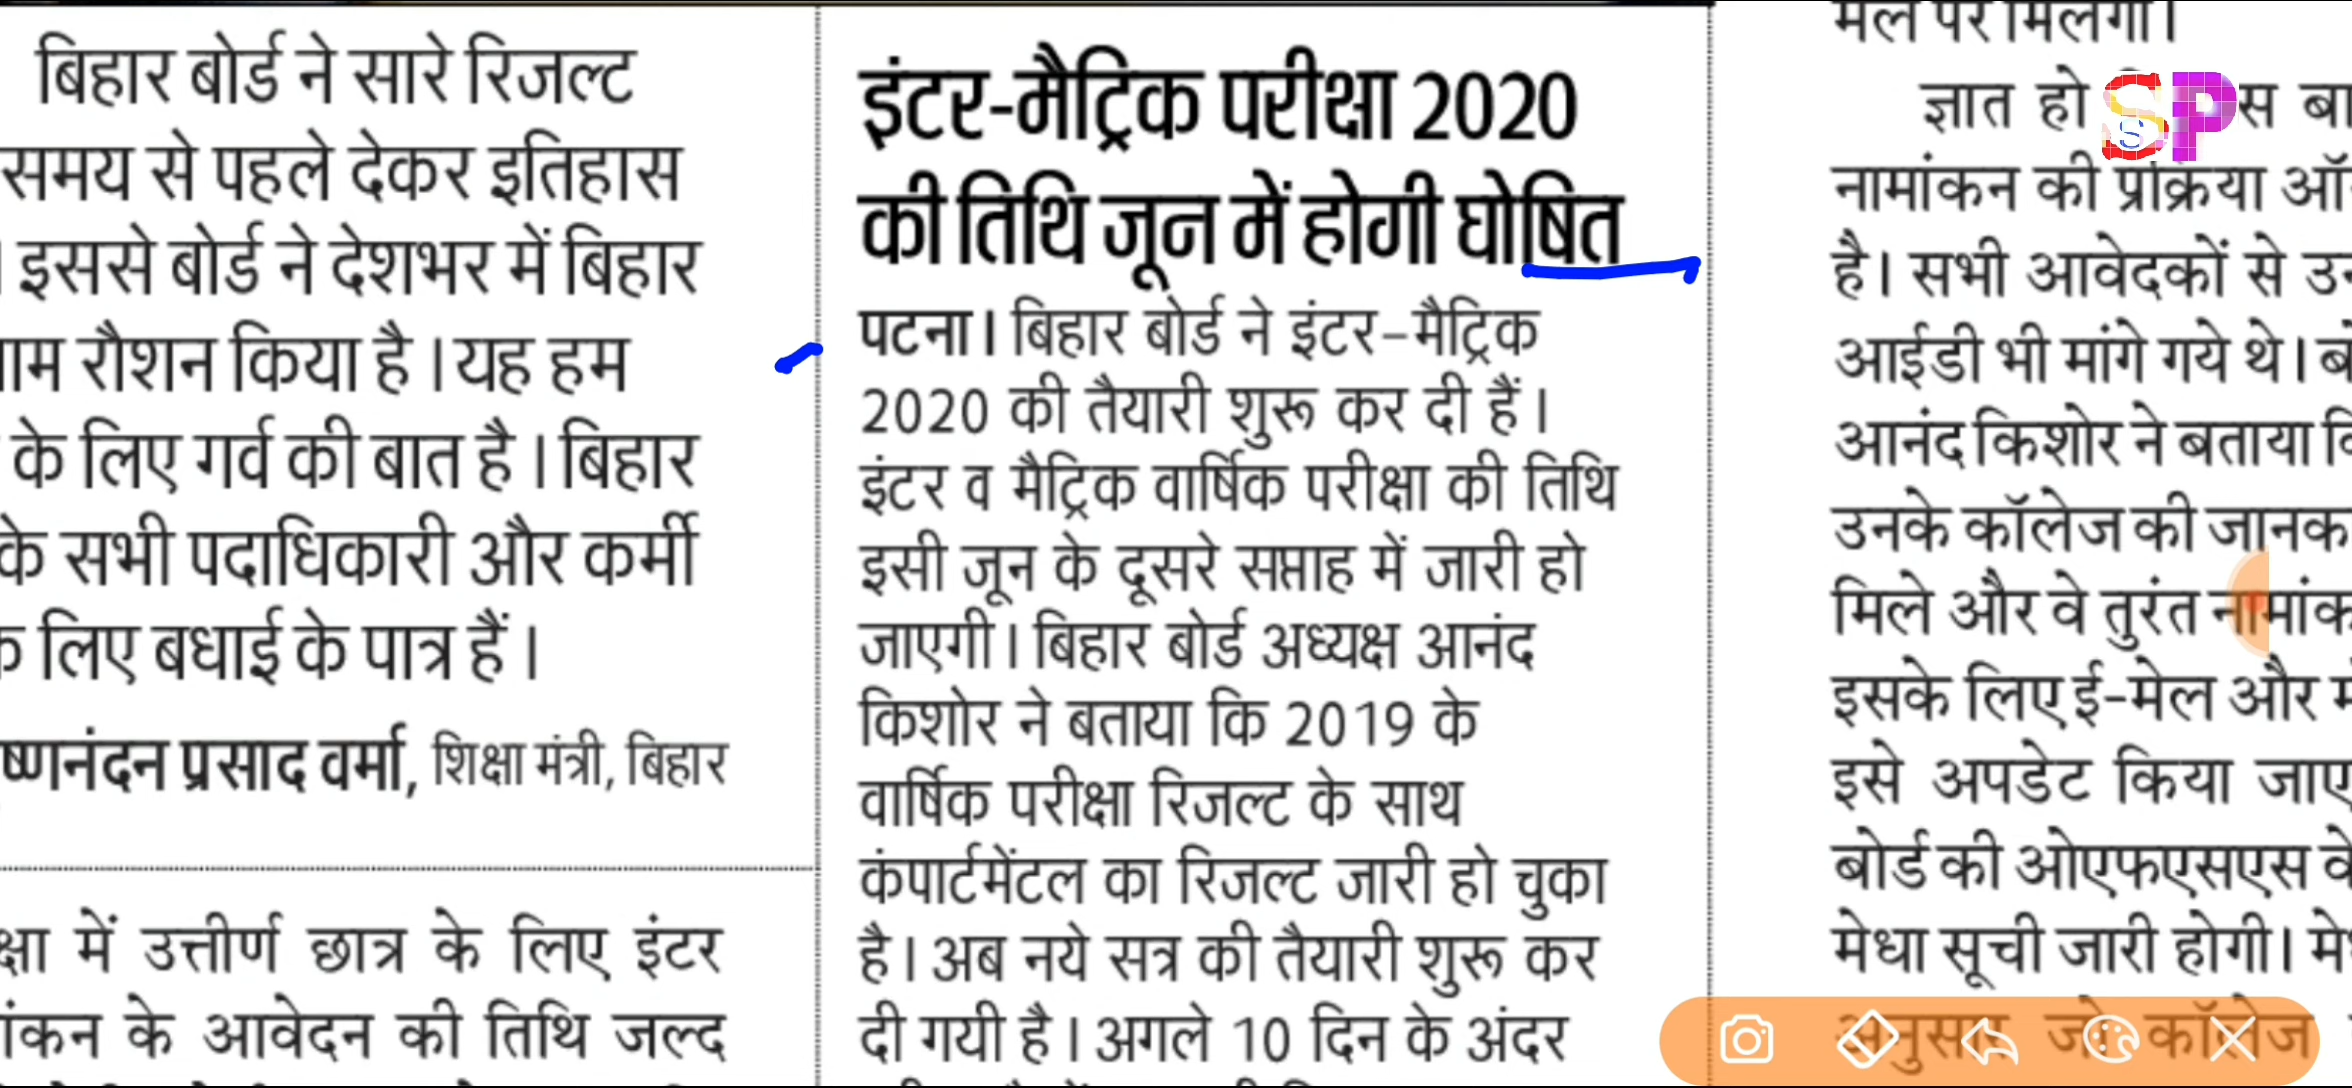 बिहार बोर्ड ने सारे रिजल्ट
समय से पहले देकर इतिहास
इससे बोर्ड ने देशभर में बिहार
रौशन किया है । यह हम
के लिए गर्व की बात है । बिहार
के सभी पदाधिकारी और कर्मी
लिए बधाई के पात्र हैं ।
प्रसाद वर्मा, शिक्षा मंत्री, बिहार
में उत्तीर्ण छात्र के लिए इंटर
के आवेदन की तिथि जल्द
इंटर-मैट्रिक परीक्षा 2020
की तिथि जून में होगी घोषित
पटना। बिहार बोर्ड ने इंटर-मैट्रिक
2020 की तैयारी शुरू कर दी हैं ।
इंटर व मैट्रिक वार्षिक परीक्षा की तिथि
इसी जून के दूसरे सप्ताह में जारी हो
जाएगी । बिहार बोर्ड अध्यक्ष आनंद
किशोर ने बताया कि 2019 के
वार्षिक परीक्षा रिजल्ट के साथ
कंपार्टमेंटल का रिजल्ट जारी हो चुका
है । अब नये सत्र की तैयारी शुरू कर
दी गयी है । अगले 10 दिन के अंदर
मेल पर मिलेगी।
ज्ञात हो
SP
नामांकन की प्रक्रिया
है। सभी आवेदकों से
आईडी भी मांगे गये थे।
आनंद किशोर ने बताया
उनके कॉलेज की
मिले और वे तुरंत
इसके लिए ई-मेल और
इसे अपडेट किया
बोर्ड की ओएफएसएस
मेधा सूची जारी होगी।
अनुसार जो कॉलेज